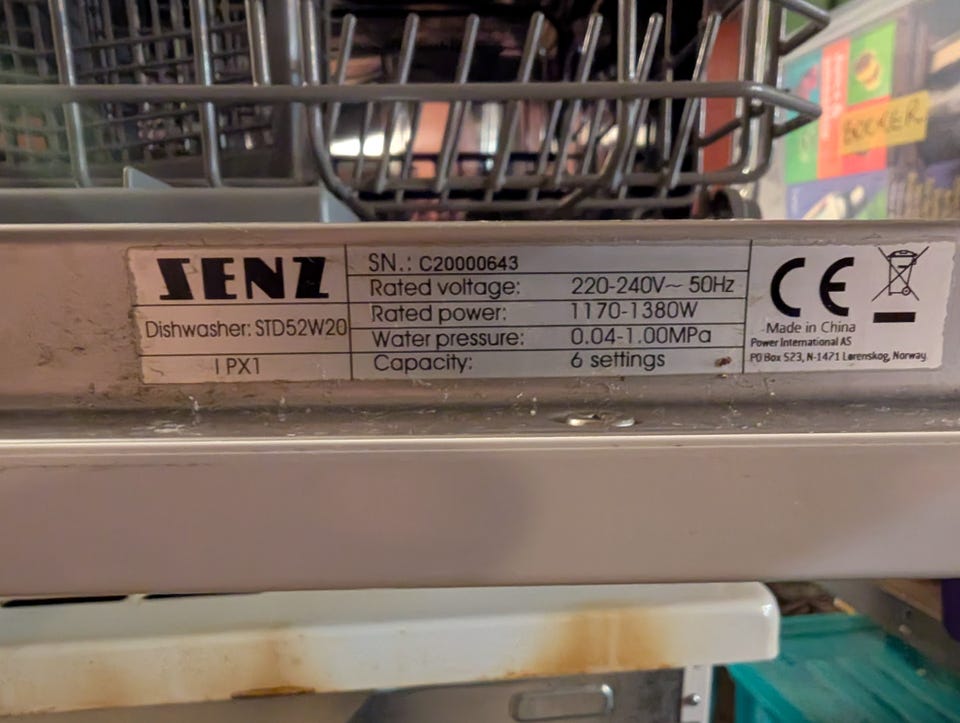 SENZ
Dishwasher: STD52W20
IPX1
SN.: C20000643
Rated voltage: 220-240V~ 50Hz
Rated power: 1170-1380W
Water pressure: 0.04-1.00MPa
Capacity: 6 settings
CE
Made in China
Power International AS
PO Box 523, N-1471 Lørenskog, Norway.